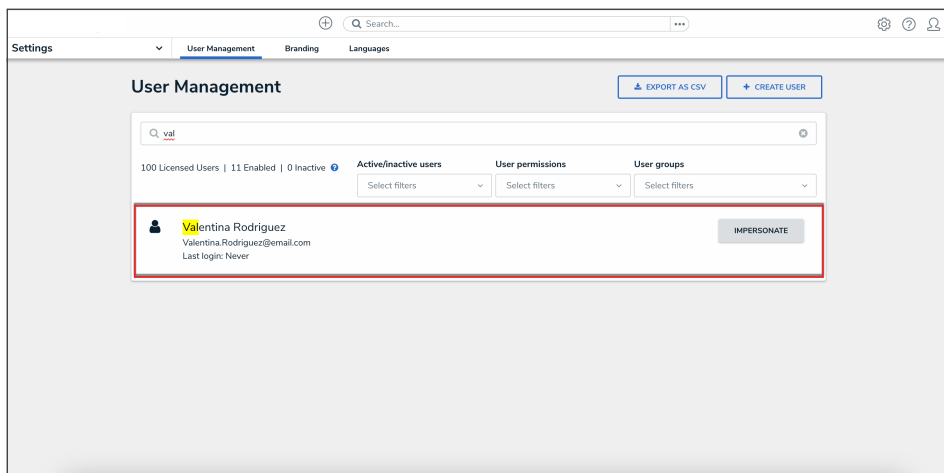 Search...
Settings
User Management
Branding
Languages
User Management
EXPORT AS CSV
+ CREATE USER
val
100 Licensed Users | 11 Enabled | 0 Inactive ?
Active/inactive users
User permissions
User groups
Select filters
Select filters
Select filters
Valentina Rodriguez
Valentina.Rodriguez@email.com
Last login: Never
IMPERSONATE